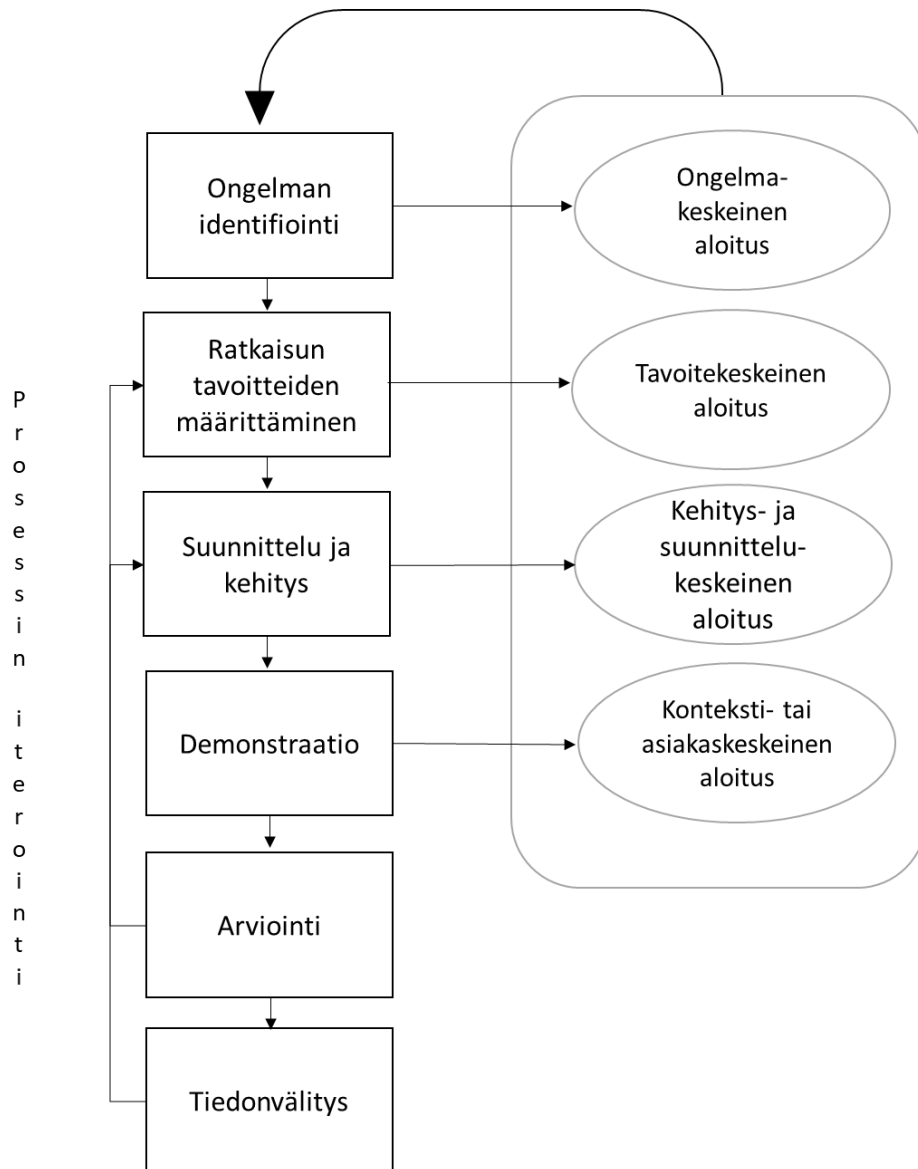 Ongelman
identifiointi
Ongelma-
keskeinen
aloitus
Ratkaisun
tavoitteiden
määrittäminen
Tavoitekeskeinen
aloitus
Suunnittelu ja
kehitys
Kehitys- ja
suunnittelu-
keskeinen
aloitus
Demonstraatio
Konteksti- tai
asiakaskeskeinen
aloitus
Arviointi
Tiedonvälitys
Prosessin iterointi